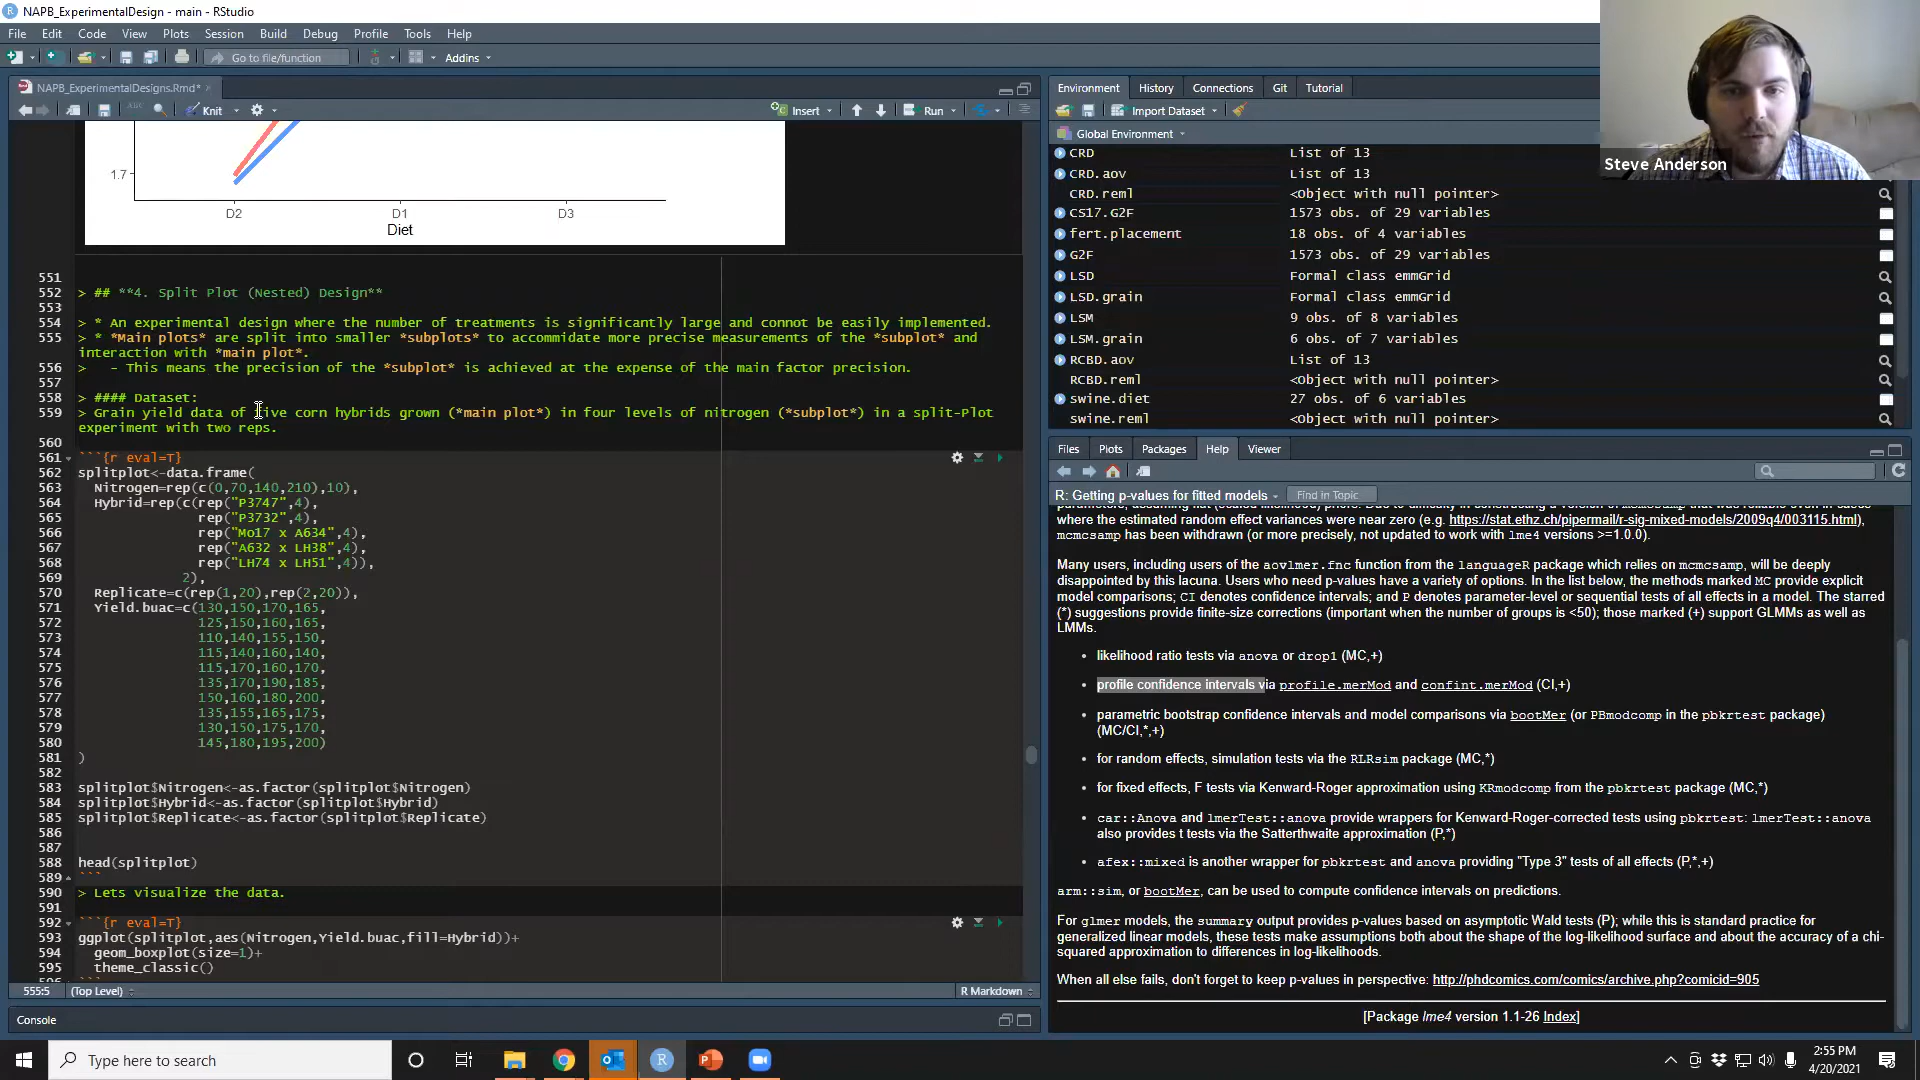 NAPB_ExperimentalDesign - main - RStudio
File Edit Code View Plots Session Build Debug Profile Tools Help
Go to file/function Addins
NAPB_ExperimentalDesigns.Rmd*
Knit Insert Run
1.7
D2 D1 D3
Diet
551
552 > ## **4. Split Plot (Nested) Design**
553
554 > * An experimental design where the number of treatments is significantly large and connot be easily implemented.
555 > * *Main plots* are split into smaller *subplots* to accommidate more precise measurements of the *subplot* and
interaction with *main plot*.
556 >   - This means the precision of the *subplot* is achieved at the expense of the main factor precision.
557
558 > #### Dataset:
559 > Grain yield data of five corn hybrids grown (*main plot*) in four levels of nitrogen (*subplot*) in a split-Plot
experiment with two reps.
560
561 ```{r eval=T}
562 splitplot<-data.frame(
563 Nitrogen=rep(c(0,70,140,210),10),
564 Hybrid=rep(c(rep("P3747",4),
565 rep("P3732",4),
566 rep("Mo17 x A634",4),
567 rep("A632 x LH38",4),
568 rep("LH74 x LH51",4)),
569 2),
570 Replicate=c(rep(1,20),rep(2,20)),
571 Yield.buac=c(130,150,170,165,
572 125,150,160,165,
573 110,140,155,150,
574 115,140,160,140,
575 115,170,160,170,
576 135,170,190,185,
577 150,160,180,200,
578 135,155,165,175,
579 130,150,175,170,
580 145,180,195,200)
581 )
582
583 splitplot$Nitrogen<-as.factor(splitplot$Nitrogen)
584 splitplot$Hybrid<-as.factor(splitplot$Hybrid)
585 splitplot$Replicate<-as.factor(splitplot$Replicate)
586
587
588 head(splitplot)
589 ```
590 > Lets visualize the data.
591
592 ```{r eval=T}
593 ggplot(splitplot,aes(Nitrogen,Yield.buac,fill=Hybrid))+
594 geom_boxplot(size=1)+
595 theme_classic()
555:5 (Top Level) R Markdown
Console
Environment History Connections Git Tutorial
Import Dataset
Global Environment
CRD List of 13
CRD.aov List of 13
CRD.reml <Object with null pointer>
CS17.G2F 1573 obs. of 29 variables
fert.placement 18 obs. of 4 variables
G2F 1573 obs. of 29 variables
LSD Formal class emmGrid
LSD.grain Formal class emmGrid
LSM 9 obs. of 8 variables
LSM.grain 6 obs. of 7 variables
RCBD.aov List of 13
RCBD.reml <Object with null pointer>
swine.diet 27 obs. of 6 variables
swine.reml <Object with null pointer>
Steve Anderson
Files Plots Packages Help Viewer
R: Getting p-values for fitted models Find in Topic
where the estimated random effect variances were near zero (e.g. https://stat.ethz.ch/pipermail/r-sig-mixed-models/2009q4/003115.html),
mcmcsamp has been withdrawn (or more precisely, not updated to work with lme4 versions >=1.0.0).
Many users, including users of the aovlmer.fnc function from the languageR package which relies on mcmcsamp, will be deeply
disappointed by this lacuna. Users who need p-values have a variety of options. In the list below, the methods marked MC provide explicit
model comparisons; CI denotes confidence intervals; and P denotes parameter-level or sequential tests of all effects in a model. The starred
(*) suggestions provide finite-size corrections (important when the number of groups is <50); those marked (+) support GLMMs as well as
LMMs.
• likelihood ratio tests via anova or drop1 (MC,+)
• profile confidence intervals via profile.merMod and confint.merMod (CI,+)
• parametric bootstrap confidence intervals and model comparisons via bootMer (or PBmodcomp in the pbkrtest package)
(MC/CI,*,+)
• for random effects, simulation tests via the RLRsim package (MC,*)
• for fixed effects, F tests via Kenward-Roger approximation using KRmodcomp from the pbkrtest package (MC,*)
• car::Anova and lmerTest::anova provide wrappers for Kenward-Roger-corrected tests using pbkrtest: lmerTest::anova
also provides t tests via the Satterthwaite approximation (P,*)
• afex::mixed is another wrapper for pbkrtest and anova providing "Type 3" tests of all effects (P,*,+)
arm::sim, or bootMer, can be used to compute confidence intervals on predictions.
For glmer models, the summary output provides p-values based on asymptotic Wald tests (P); while this is standard practice for
generalized linear models, these tests make assumptions both about the shape of the log-likelihood surface and about the accuracy of a chi-
squared approximation to differences in log-likelihoods.
When all else fails, don't forget to keep p-values in perspective: http://phdcomics.com/comics/archive.php?comicid=905
[Package lme4 version 1.1-26 Index]
Type here to search
2:55 PM
4/20/2021